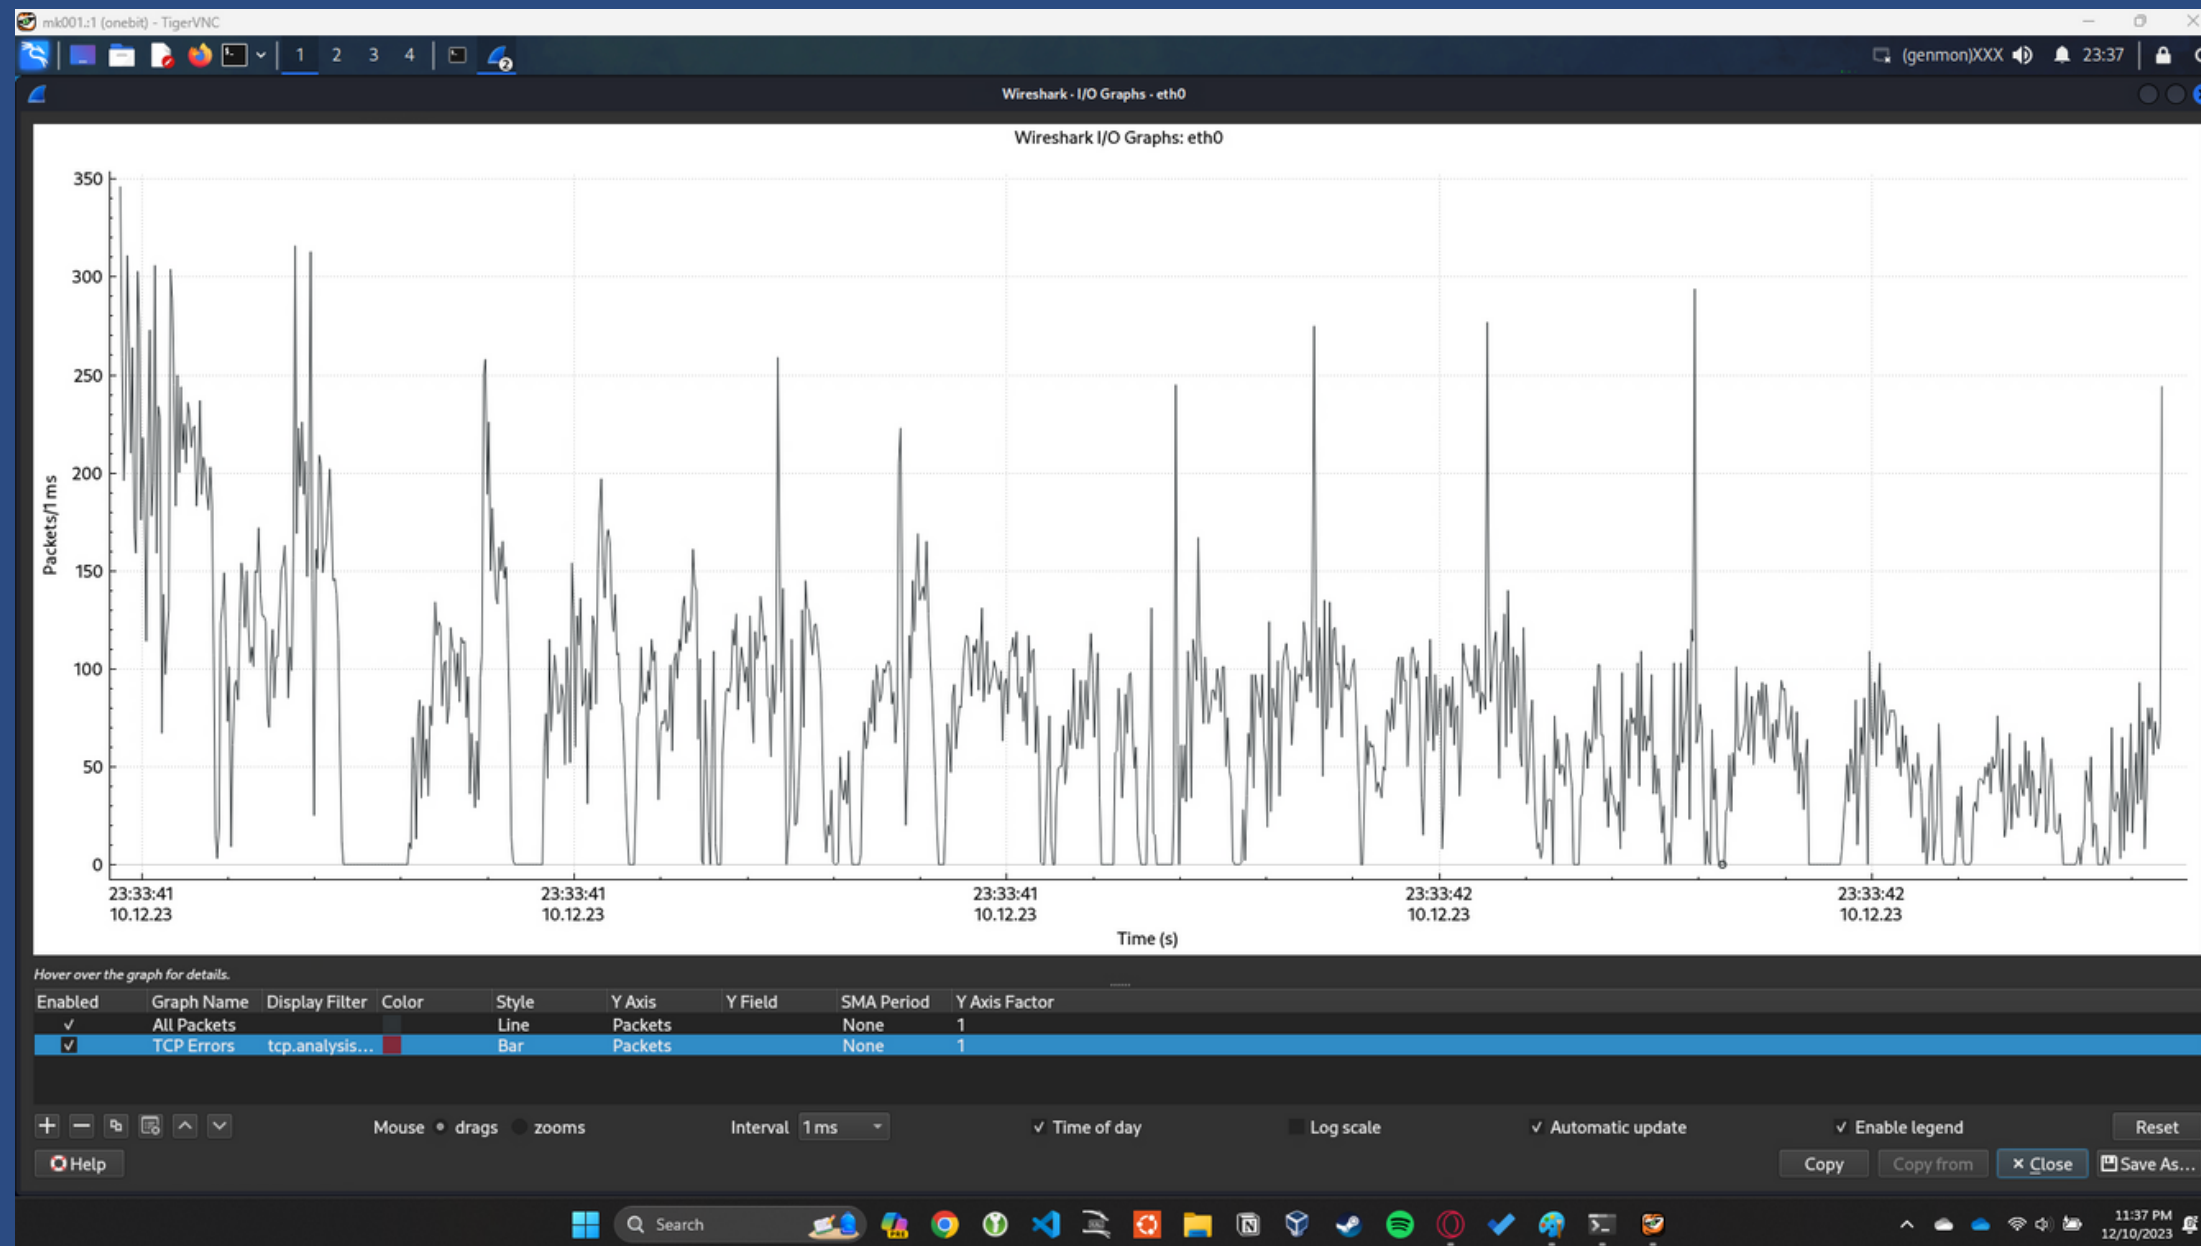 mk001.:1 (onebit) - TigerVNC
1 2 3 4 2 (genmon)XXX 23:37
Wireshark · I/O Graphs · eth0
Wireshark I/O Graphs: eth0
350
300
250
200
150
100
50
0
Packets/1 ms
23:33:41 23:33:41 23:33:41 23:33:42 23:33:42
10.12.23 10.12.23 10.12.23 10.12.23 10.12.23
Time (s)
Hover over the graph for details.
Enabled Graph Name Display Filter Color Style Y Axis Y Field SMA Period Y Axis Factor
All Packets Line Packets None 1
TCP Errors tcp.analysis... Bar Packets None 1
Mouse drags zooms Interval 1 ms Time of day Log scale Automatic update Enable legend Reset
Help Copy Copy from Close Save As...
Search PRE 11:37 PM
12/10/2023